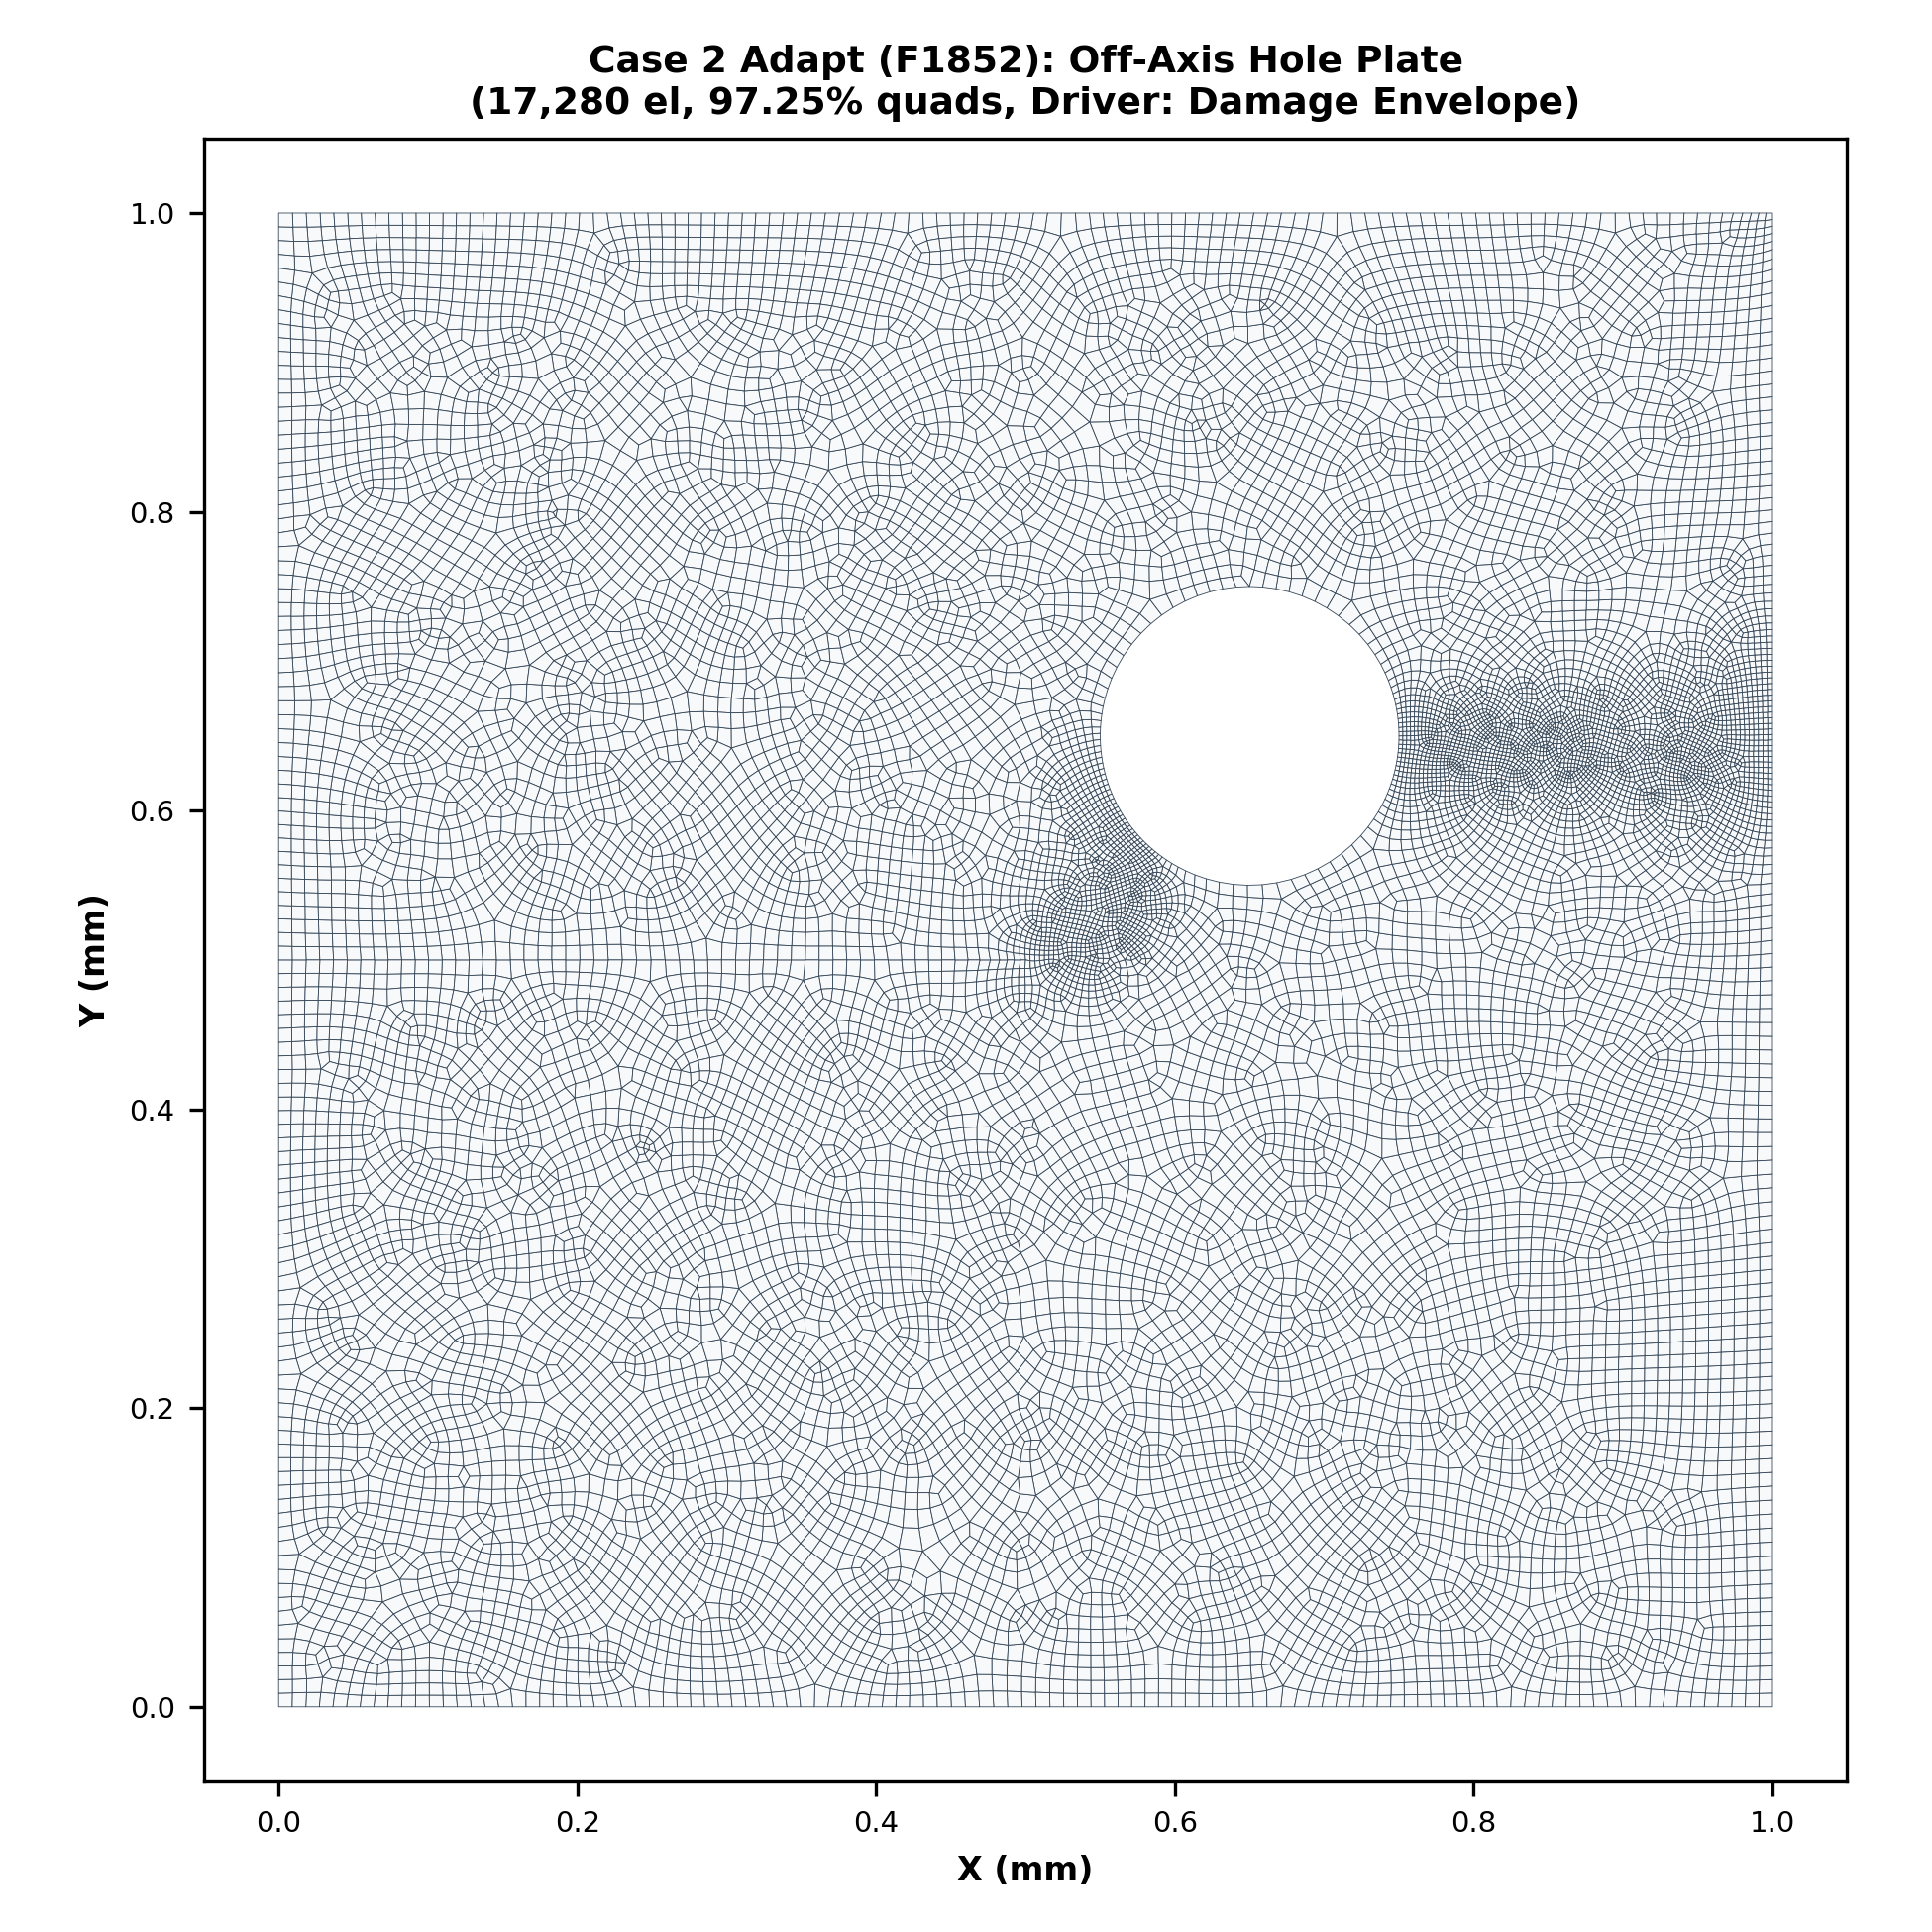 Case 2 Adapt (F1852): Off-Axis Hole Plate
(17,280 el, 97.25% quads, Driver: Damage Envelope)
1.0
0.8
0.6
0.4
0.2
0.0
Y (mm)
0.0 0.2 0.4 0.6 0.8 1.0
X (mm)